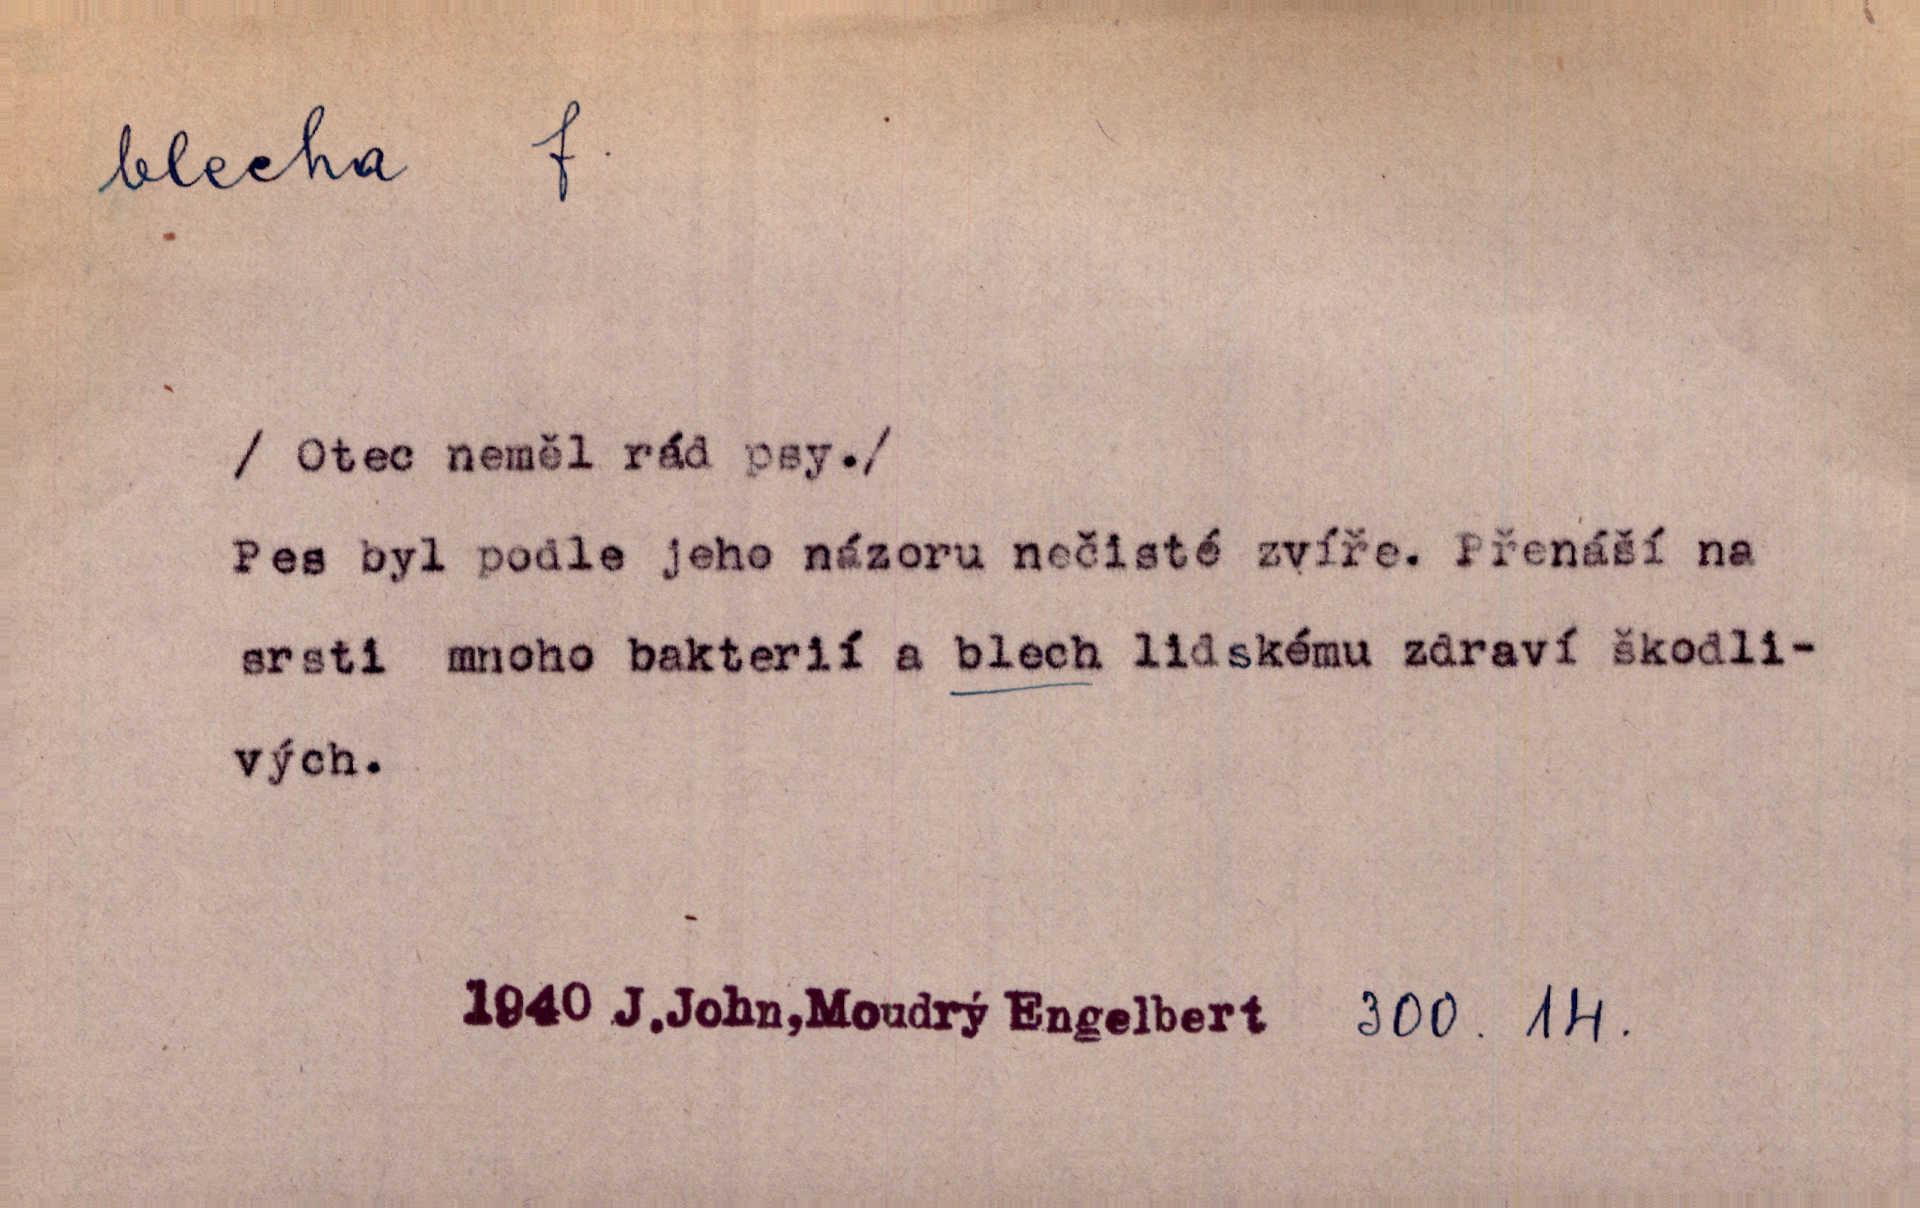 blecha f.
/ Otec neměl rád psy./
Pes byl podle jeho názoru nečisté zvíře. Přenáší na
srsti mnoho bakterií a blech lidskému zdraví škodli-
vých.
1940 J.John,Moudrý Engelbert 300. 14.